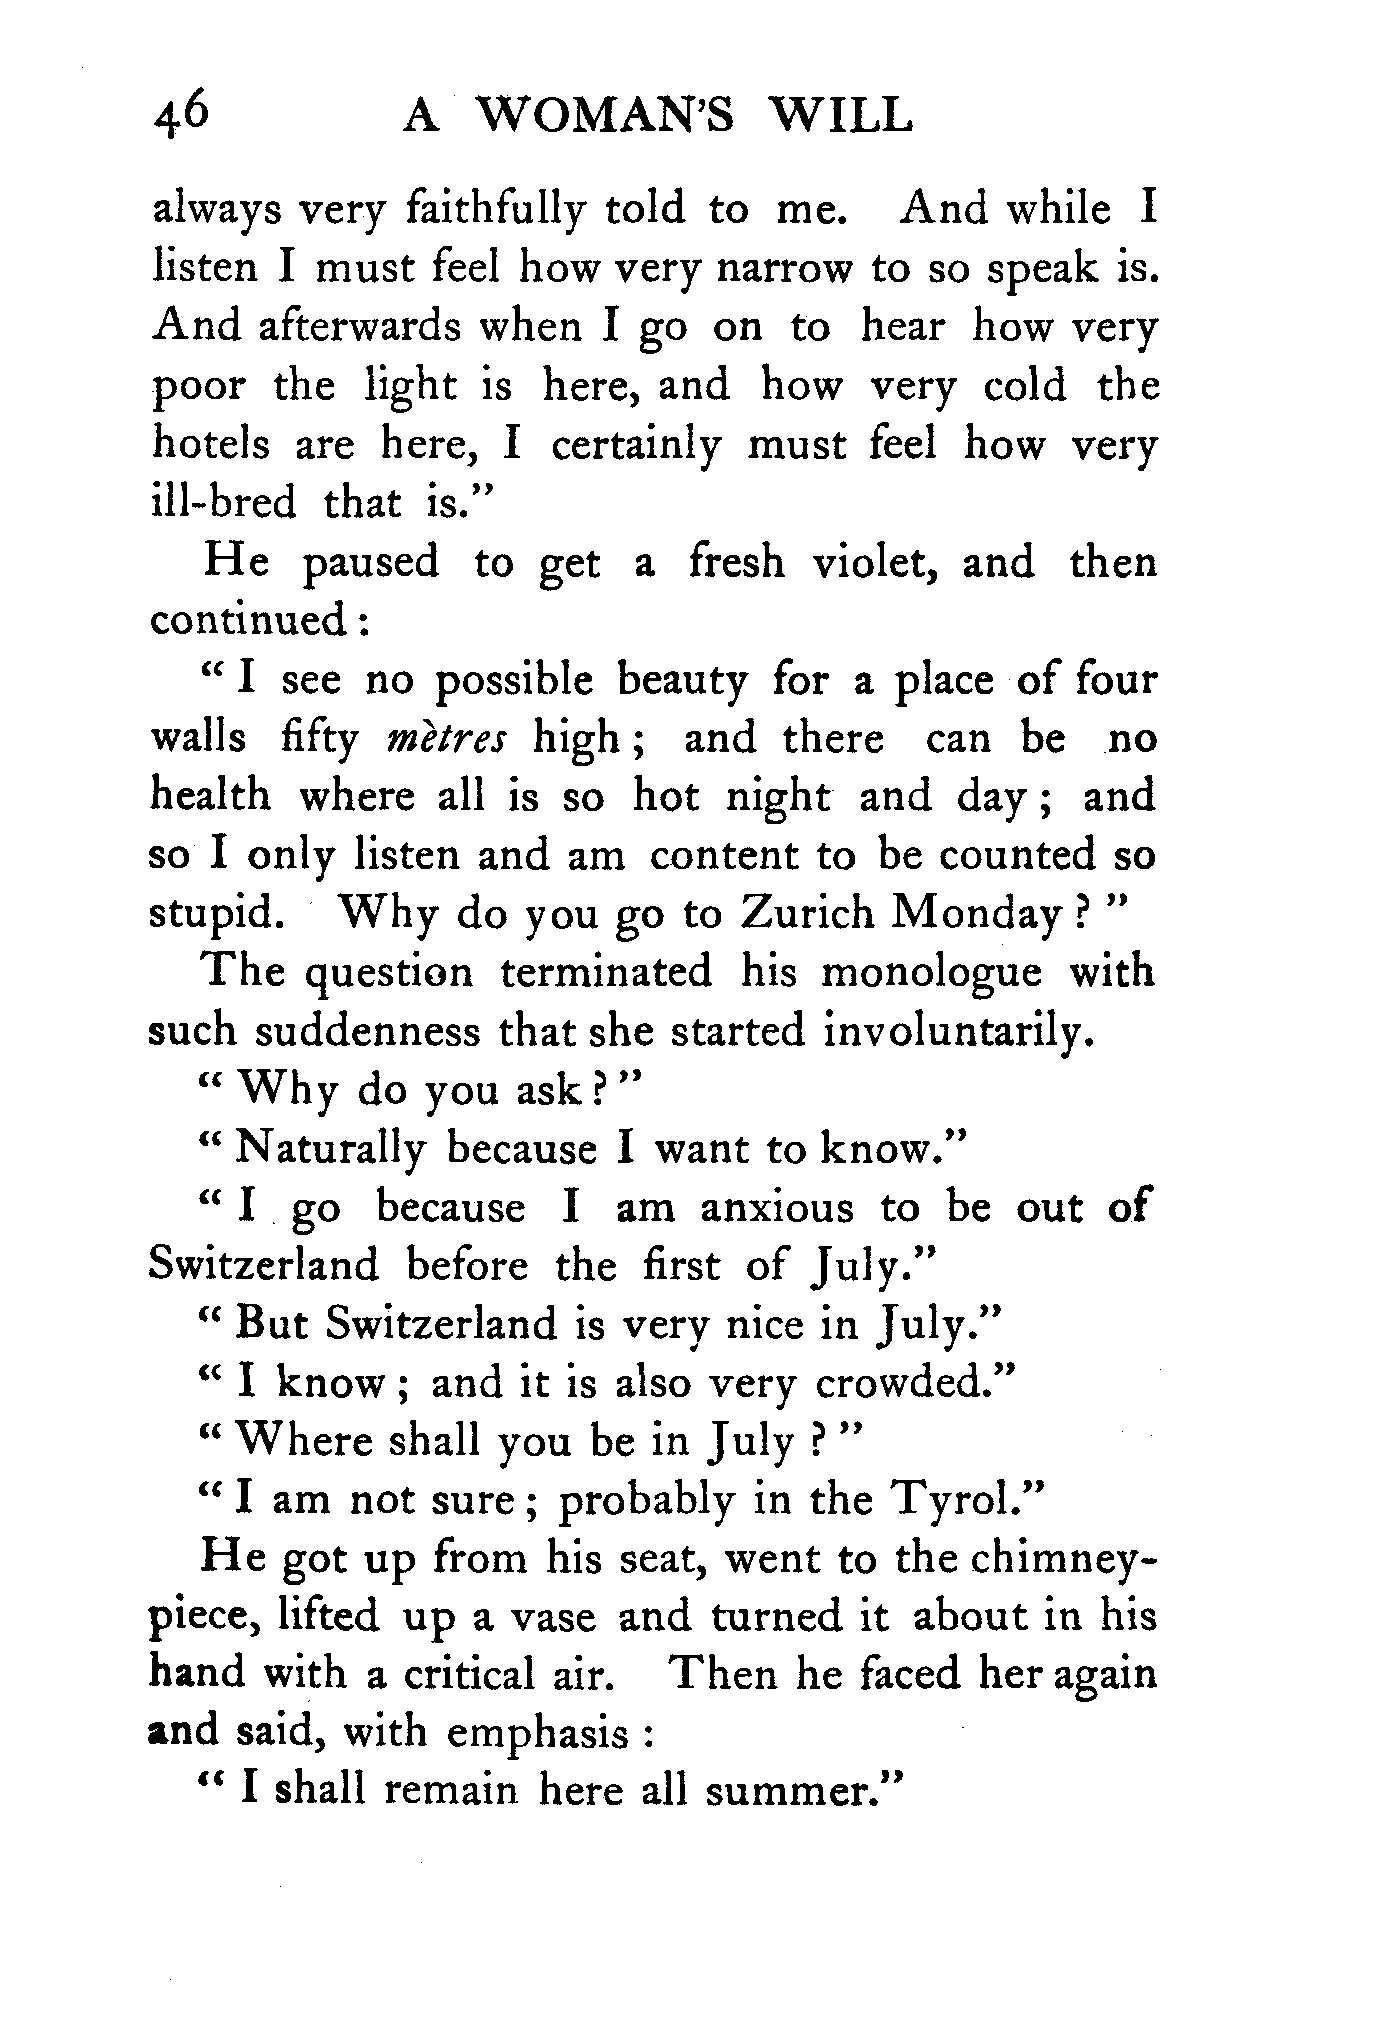 46 A WOMAN'S WILL
always very faithfully told to me. And while I
listen I must feel how very narrow to so speak is.
And afterwards when I go on to hear how very
poor the light is here, and how very cold the
hotels are here, I certainly must feel how very
ill-bred that is."
He paused to get a fresh violet, and then
continued :
" I see no possible beauty for a place of four
walls fifty mètres high ; and there can be no
health where all is so hot night and day ; and
so I only listen and am content to be counted so
stupid. Why do you go to Zurich Monday ? "
The question terminated his monologue with
such suddenness that she started involuntarily.
" Why do you ask ? "
" Naturally because I want to know."
" I go because I am anxious to be out of
Switzerland before the first of July."
" But Switzerland is very nice in July."
" I know ; and it is also very crowded."
" Where shall you be in July ? "
" I am not sure ; probably in the Tyrol."
He got up from his seat, went to the chimney-
piece, lifted up a vase and turned it about in his
hand with a critical air. Then he faced her again
and said, with emphasis :
" I shall remain here all summer."